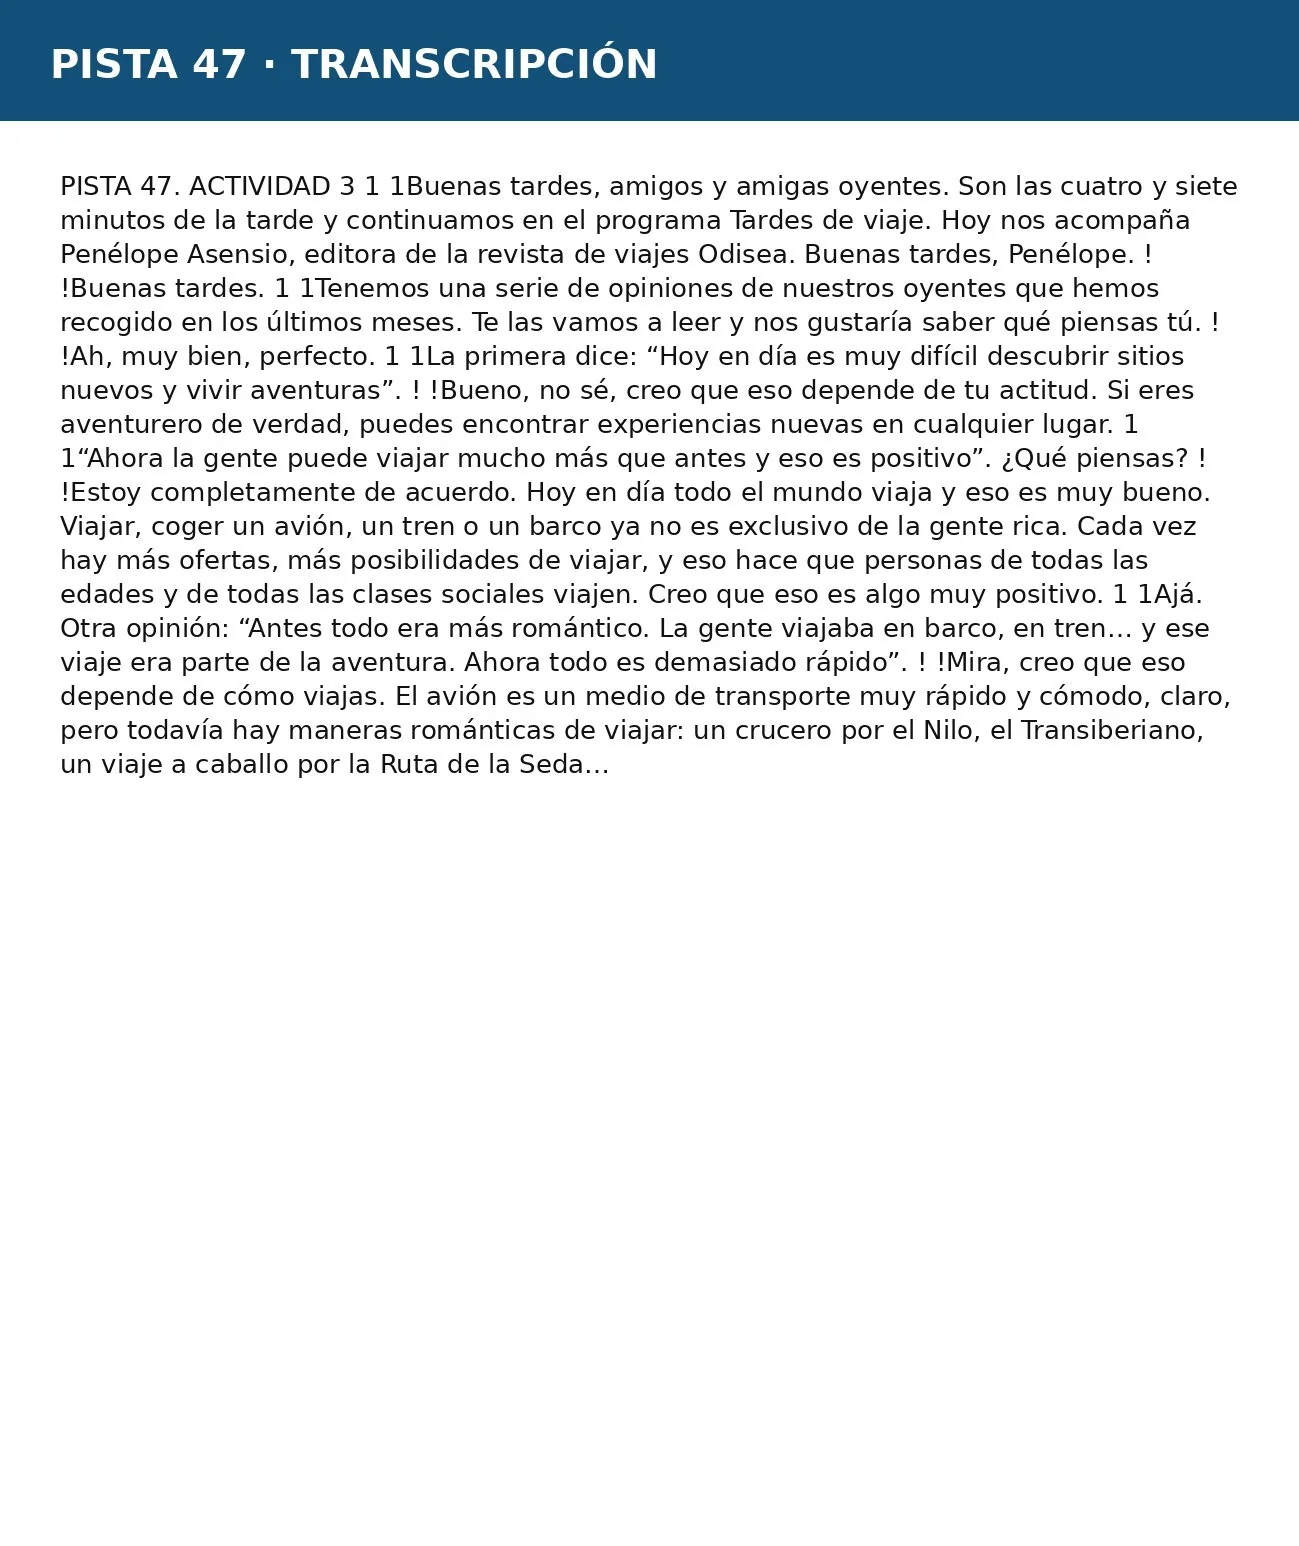 PISTA 47 · TRANSCRIPCIÓN
PISTA 47. ACTIVIDAD 3 1 1Buenas tardes, amigos y amigas oyentes. Son las cuatro y siete
minutos de la tarde y continuamos en el programa Tardes de viaje. Hoy nos acompaña
Penélope Asensio, editora de la revista de viajes Odisea. Buenas tardes, Penélope. !
!Buenas tardes. 1 1Tenemos una serie de opiniones de nuestros oyentes que hemos
recogido en los últimos meses. Te las vamos a leer y nos gustaría saber qué piensas tú. !
!Ah, muy bien, perfecto. 1 1La primera dice: “Hoy en día es muy difícil descubrir sitios
nuevos y vivir aventuras”. ! !Bueno, no sé, creo que eso depende de tu actitud. Si eres
aventurero de verdad, puedes encontrar experiencias nuevas en cualquier lugar. 1
1“Ahora la gente puede viajar mucho más que antes y eso es positivo”. ¿Qué piensas? !
!Estoy completamente de acuerdo. Hoy en día todo el mundo viaja y eso es muy bueno.
Viajar, coger un avión, un tren o un barco ya no es exclusivo de la gente rica. Cada vez
hay más ofertas, más posibilidades de viajar, y eso hace que personas de todas las
edades y de todas las clases sociales viajen. Creo que eso es algo muy positivo. 1 1Ajá.
Otra opinión: “Antes todo era más romántico. La gente viajaba en barco, en tren… y ese
viaje era parte de la aventura. Ahora todo es demasiado rápido”. ! !Mira, creo que eso
depende de cómo viajas. El avión es un medio de transporte muy rápido y cómodo, claro,
pero todavía hay maneras románticas de viajar: un crucero por el Nilo, el Transiberiano,
un viaje a caballo por la Ruta de la Seda…